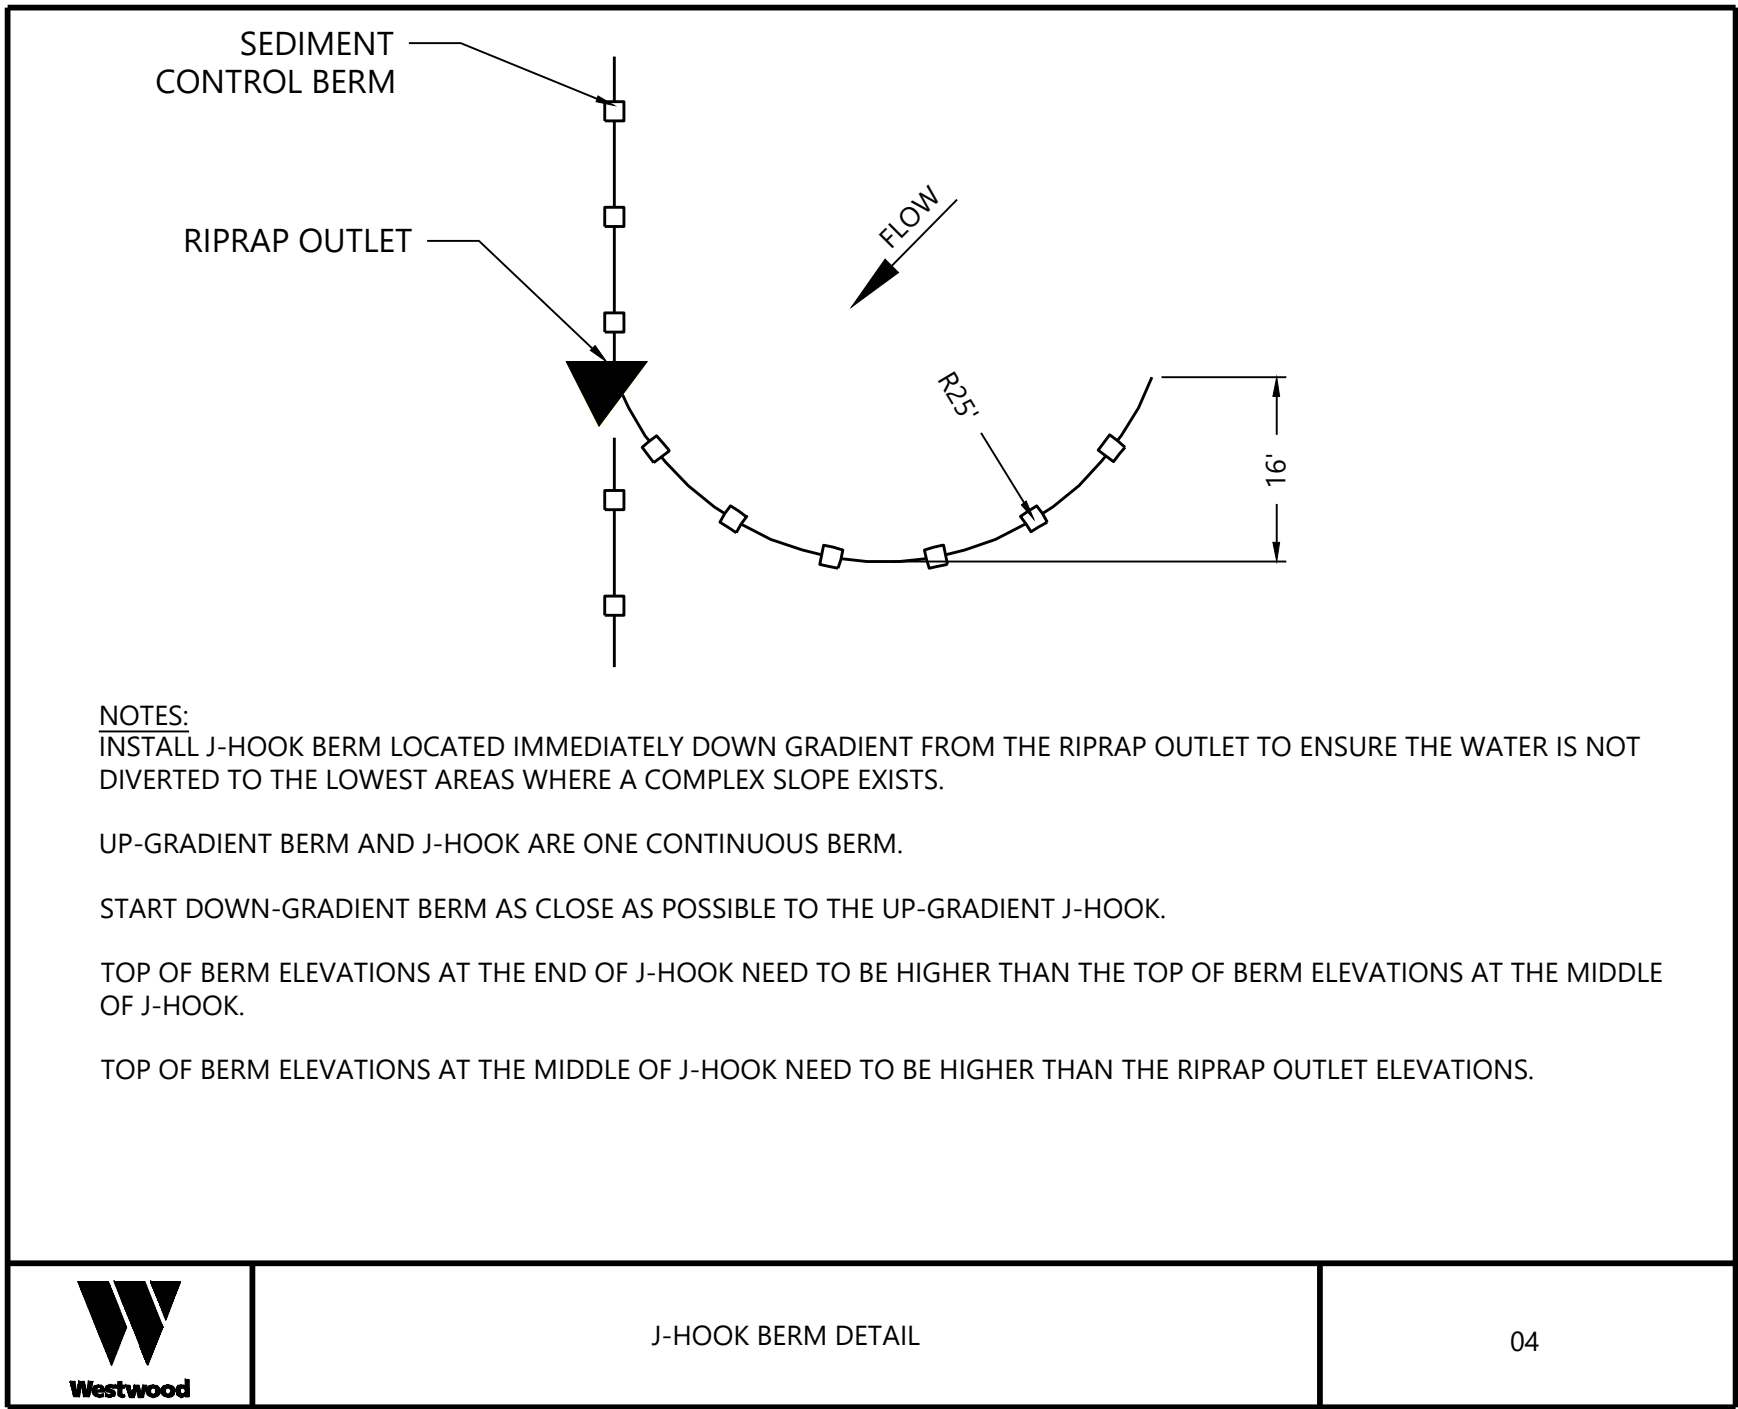 SEDIMENT
CONTROL BERM
RIPRAP OUTLET
FLOW
R25'
16'
NOTES:
INSTALL J-HOOK BERM LOCATED IMMEDIATELY DOWN GRADIENT FROM THE RIPRAP OUTLET TO ENSURE THE WATER IS NOT
DIVERTED TO THE LOWEST AREAS WHERE A COMPLEX SLOPE EXISTS.
UP-GRADIENT BERM AND J-HOOK ARE ONE CONTINUOUS BERM.
START DOWN-GRADIENT BERM AS CLOSE AS POSSIBLE TO THE UP-GRADIENT J-HOOK.
TOP OF BERM ELEVATIONS AT THE END OF J-HOOK NEED TO BE HIGHER THAN THE TOP OF BERM ELEVATIONS AT THE MIDDLE
OF J-HOOK.
TOP OF BERM ELEVATIONS AT THE MIDDLE OF J-HOOK NEED TO BE HIGHER THAN THE RIPRAP OUTLET ELEVATIONS.
Westwood
J-HOOK BERM DETAIL
04